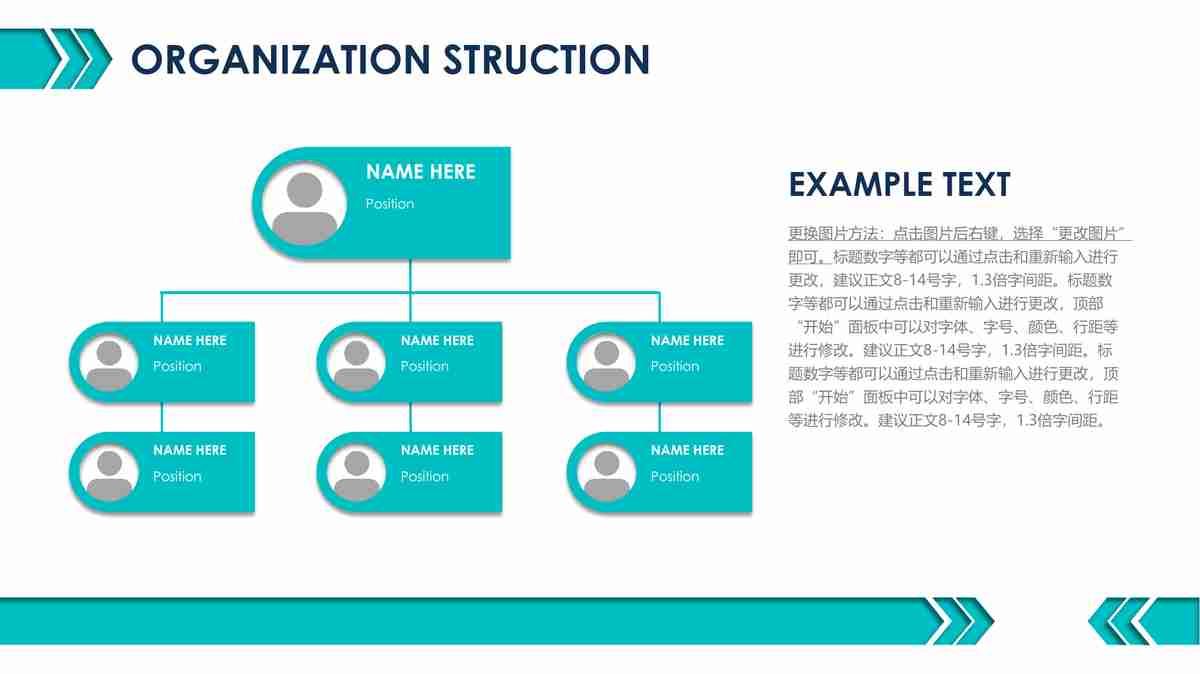 ORGANIZATION STRUCTION
NAME HERE
Position
NAME HERE
Position
NAME HERE
Position
NAME HERE
Position
NAME HERE
Position
NAME HERE
Position
NAME HERE
Position
EXAMPLE TEXT
更换图片方法：点击图片后右键，选择“更改图片”
即可。标题数字等都可以通过点击和重新输入进行
更改，建议正文8-14号字，1.3倍字间距。标题数
字等都可以通过点击和重新输入进行更改，顶部
“开始”面板中可以对字体、字号、颜色、行距等
进行修改。建议正文8-14号字，1.3倍字间距。标
题数字等都可以通过点击和重新输入进行更改，顶
部“开始”面板中可以对字体、字号、颜色、行距
等进行修改。建议正文8-14号字，1.3倍字间距。